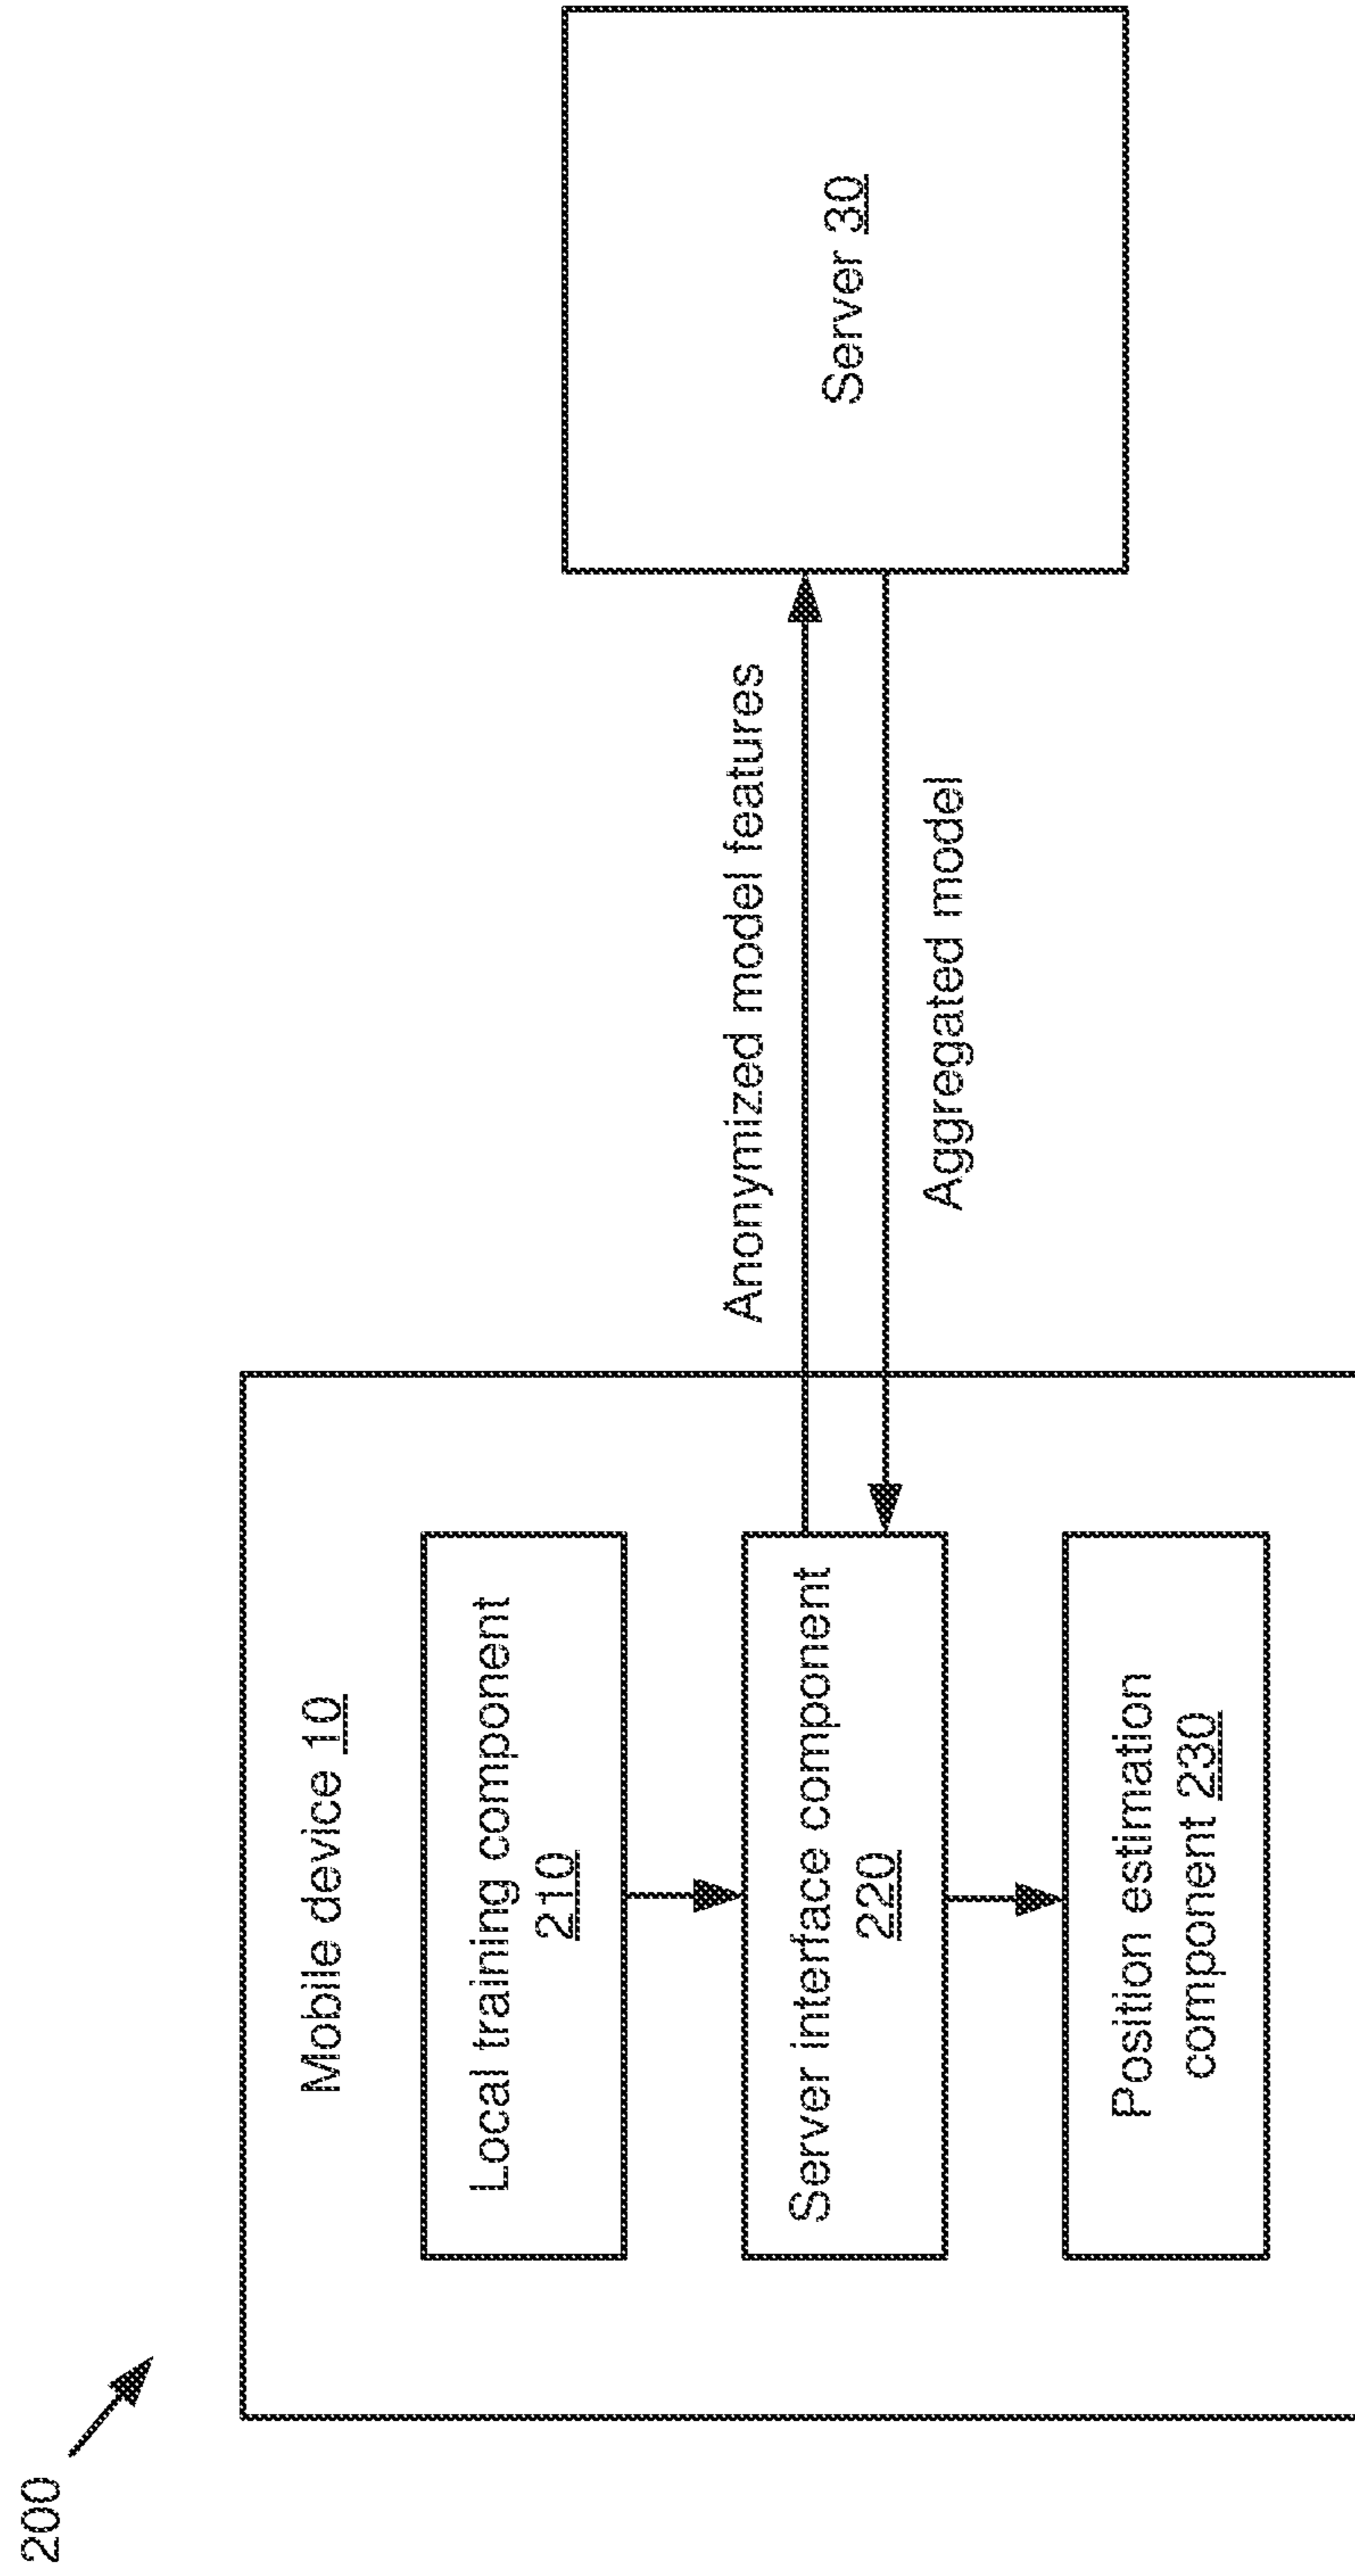 200
Mobile device 10
Local training component
210
Server interface component
220
Position estimation
component 230
Anonymized model features
Aggregated model
Server 30